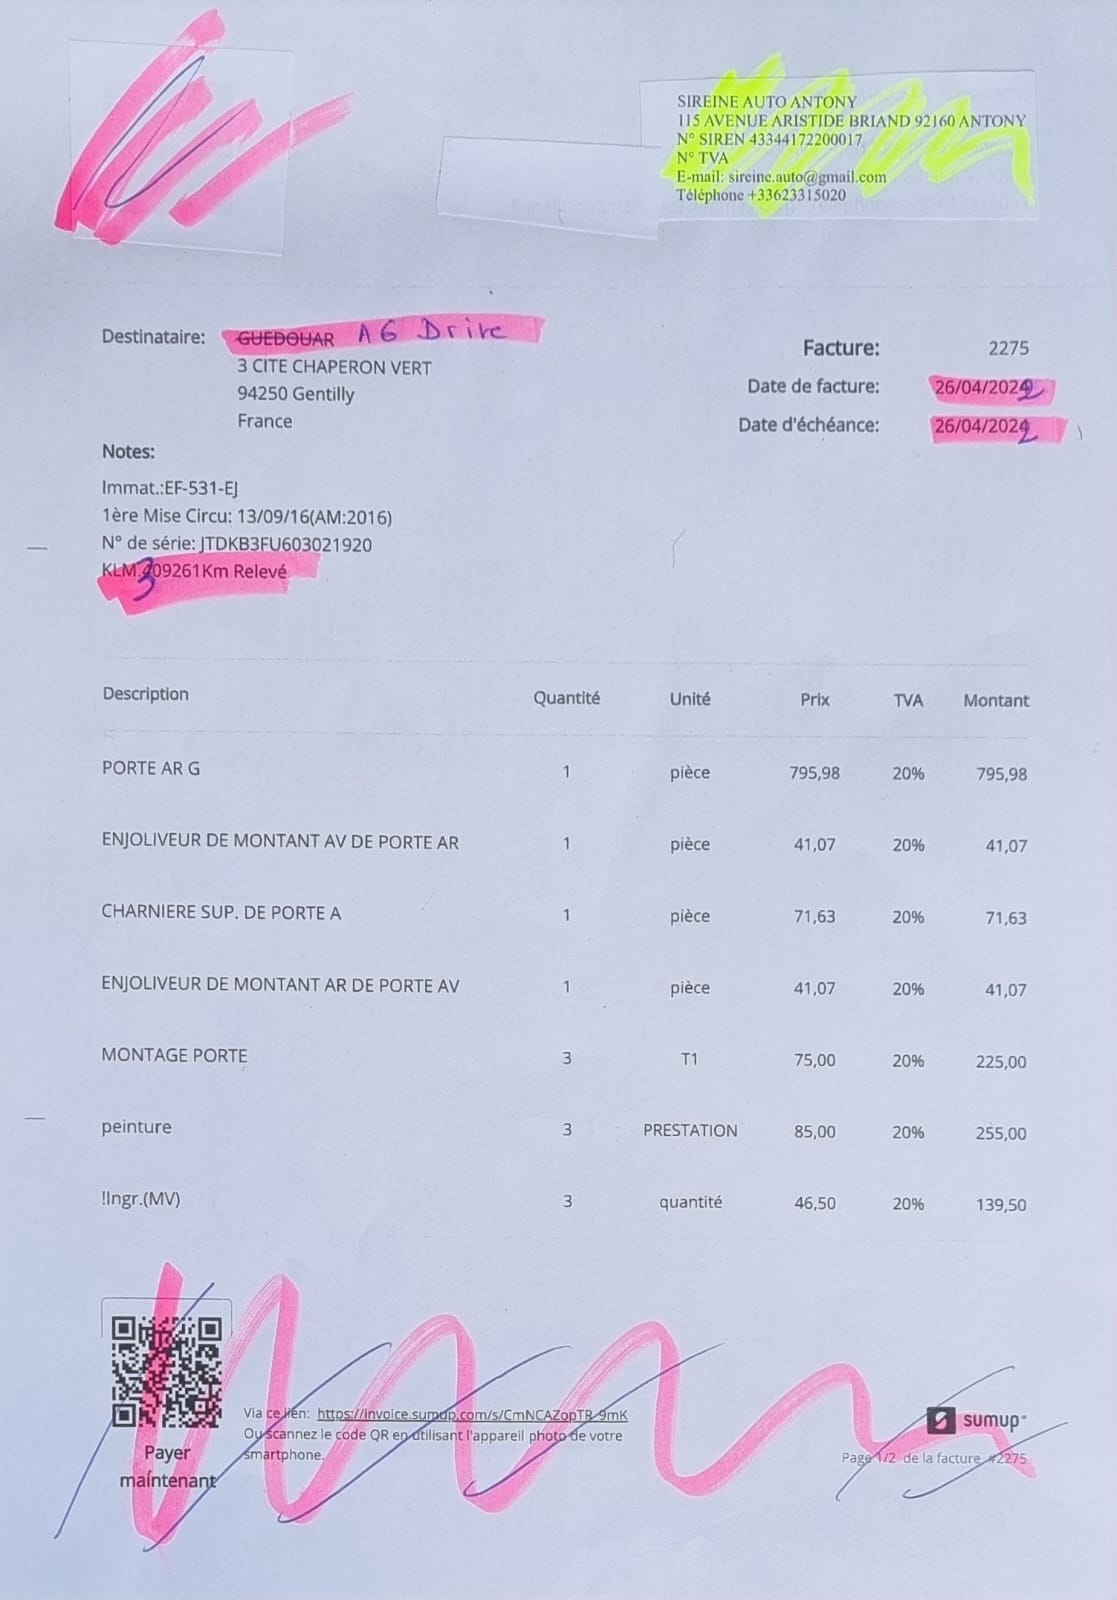 SIREINE AUTO ANTONY
115 AVENUE ARISTIDE BRIAND 92160 ANTONY
N° SIREN 43344172200017
N° TVA
E-mail: sireine.auto@gmail.com
Téléphone +33623315020
Destinataire: GUEDOUAR A6 Drive
3 CITE CHAPERON VERT
94250 Gentilly
France
Facture: 2275
Date de facture: 26/04/2022
Date d'échéance: 26/04/2022
Notes:
Immat.:EF-531-EJ
1ère Mise Circu: 13/09/16(AM:2016)
N° de série: JTDKB3FU603021920
KLM.309261Km Relevé
Description Quantité Unité Prix TVA Montant
PORTE AR G 1 pièce 795,98 20% 795,98
ENJOLIVEUR DE MONTANT AV DE PORTE AR 1 pièce 41,07 20% 41,07
CHARNIERE SUP. DE PORTE A 1 pièce 71,63 20% 71,63
ENJOLIVEUR DE MONTANT AR DE PORTE AV 1 pièce 41,07 20% 41,07
MONTAGE PORTE 3 T1 75,00 20% 225,00
peinture 3 PRESTATION 85,00 20% 255,00
!Ingr.(MV) 3 quantité 46,50 20% 139,50
Via ce lien: https://invoice.sumup.com/s/CmNCAZopTR-9mK
Ou scannez le code QR en utilisant l'appareil photo de votre
smartphone.
Payer
maintenant
sumup
Page 1/2 de la facture #2275